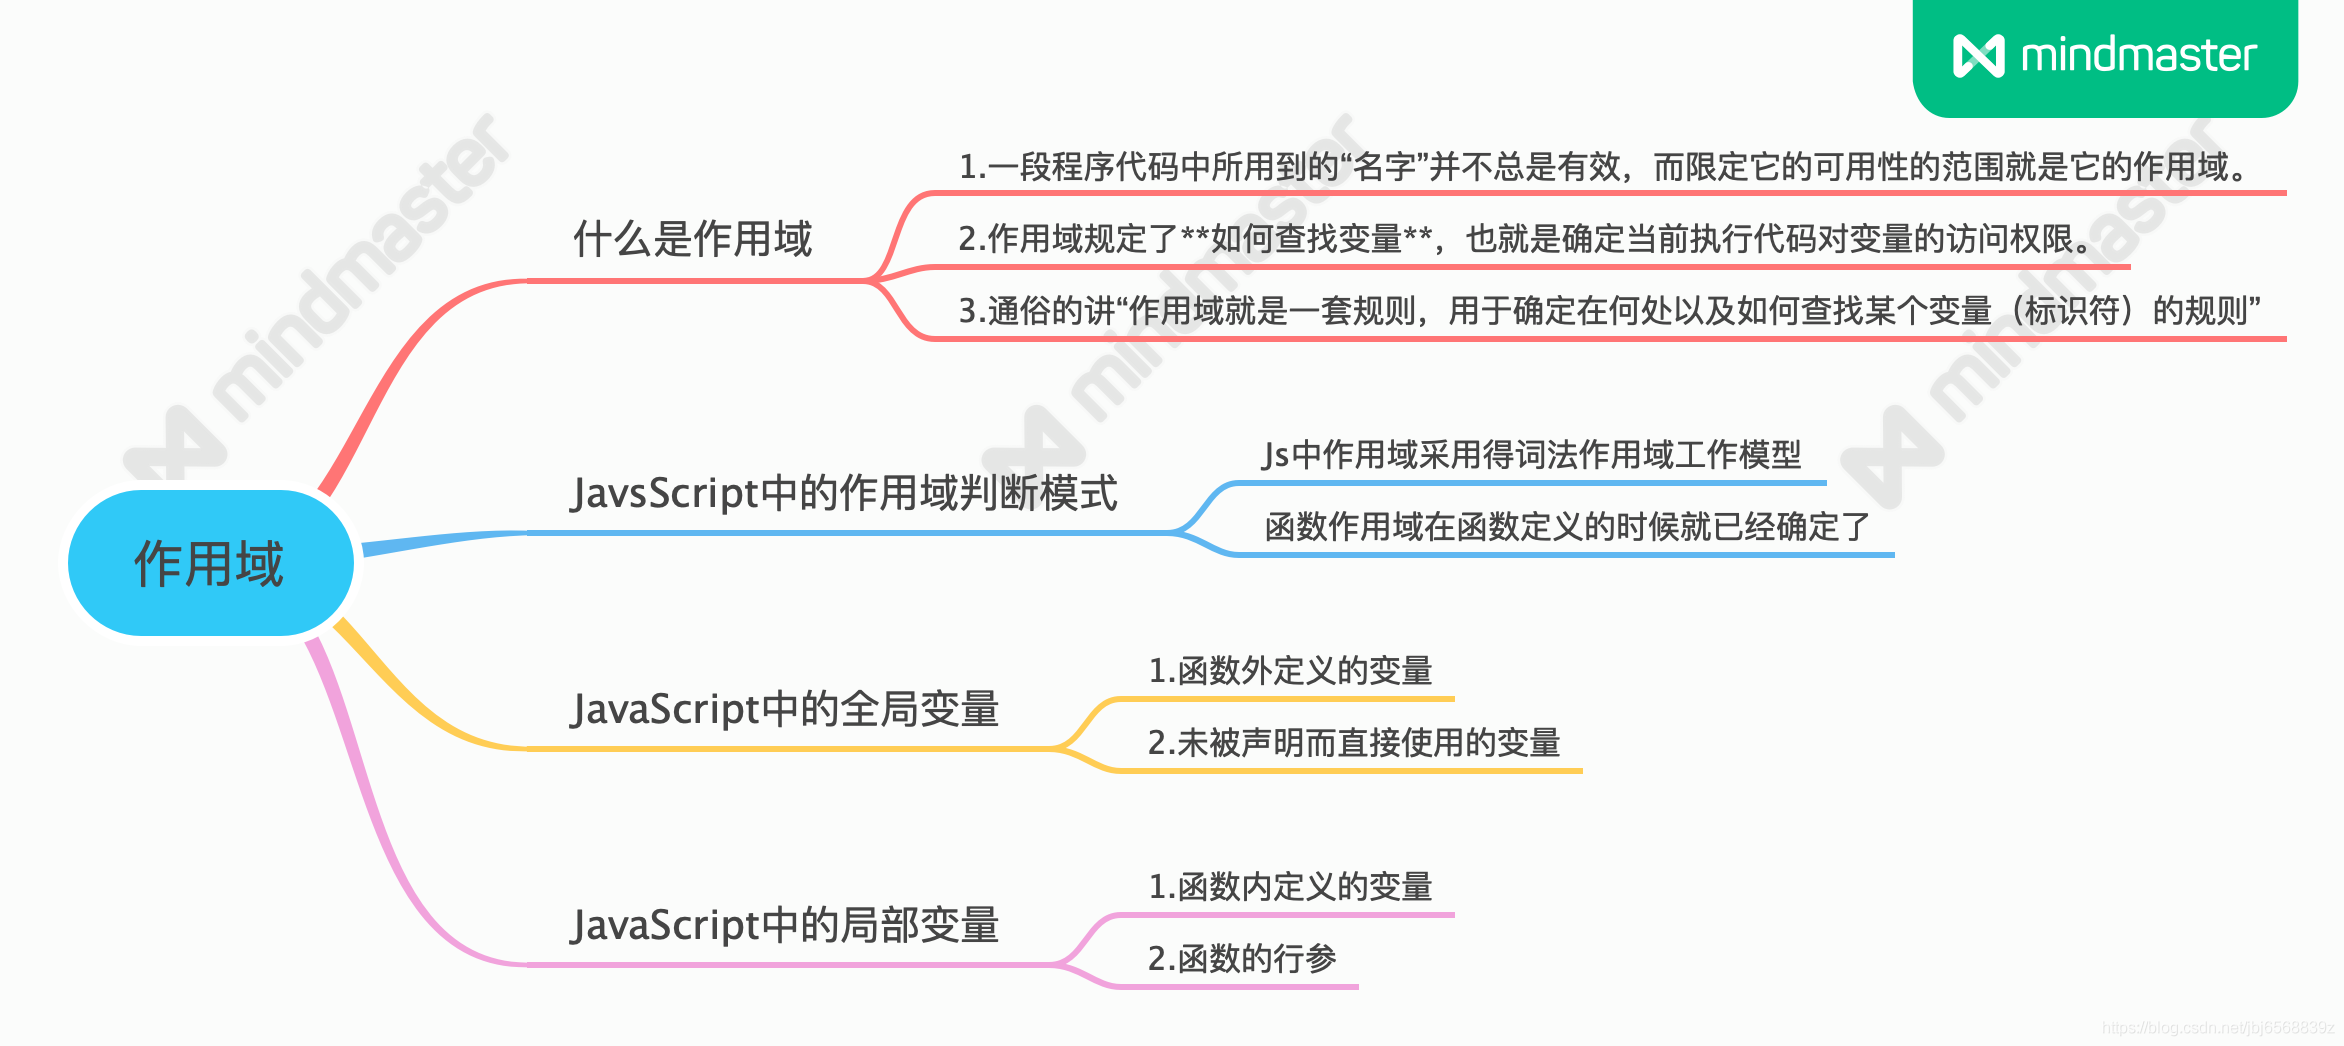 mindmaster
1.一段程序代码中所用到的“名字”并不总是有效，而限定它的可用性的范围就是它的作用域。
什么是作用域
2.作用域规定了**如何查找变量**，也就是确定当前执行代码对变量的访问权限。
3.通俗的讲“作用域就是一套规则，用于确定在何处以及如何查找某个变量（标识符）的规则”
mindmaster
mindmaster
mindmaster
Js中作用域采用得词法作用域工作模型
JavsScript中的作用域判断模式
函数作用域在函数定义的时候就已经确定了
作用域
1.函数外定义的变量
JavaScript中的全局变量
2.未被声明而直接使用的变量
1.函数内定义的变量
JavaScript中的局部变量
2.函数的行参
https://blog.csdn.net/jbj6568839z